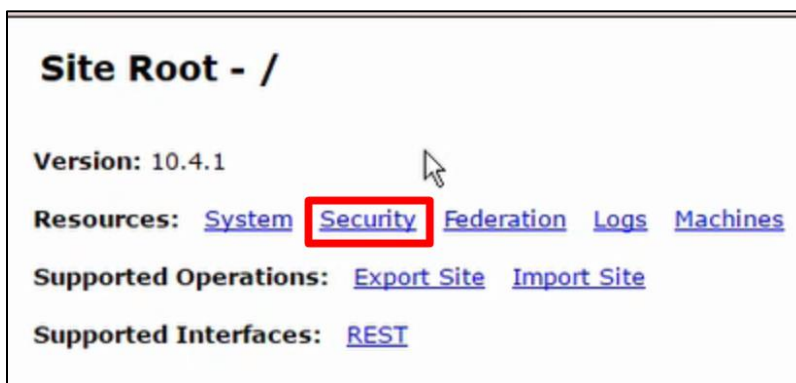 Site Root - /
Version: 10.4.1
Resources: System Security Federation Logs Machines
Supported Operations: Export Site Import Site
Supported Interfaces: REST